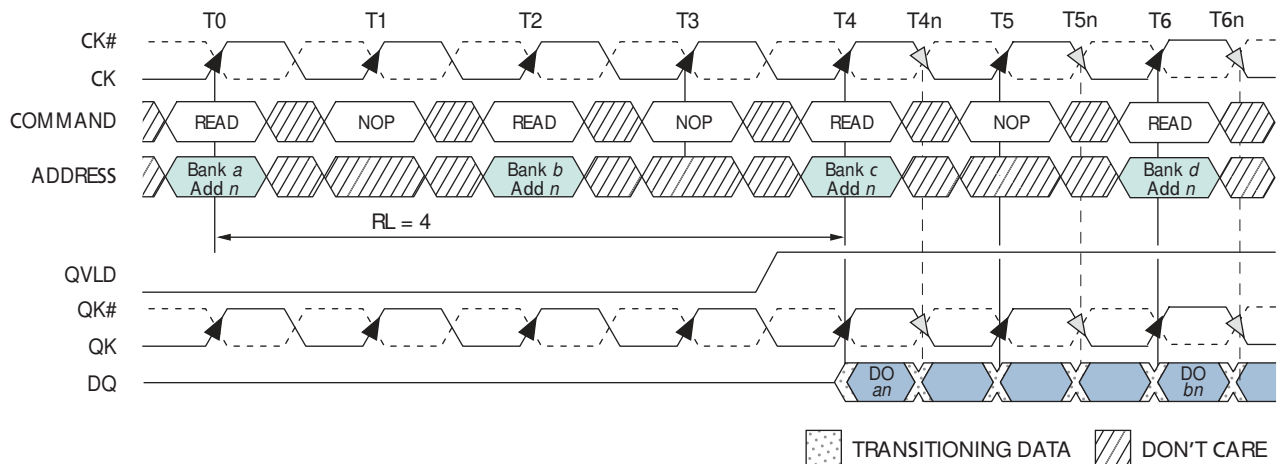 T0 T1 T2 T3 T4 T4n T5 T5n T6 T6n
CK#
CK
COMMAND READ NOP READ NOP READ NOP READ
ADDRESS Bank a Add n Bank b Add n Bank c Add n Bank d Add n
RL = 4
QVLD
QK#
QK
DQ DO an DO bn
TRANSITIONING DATA DON'T CARE